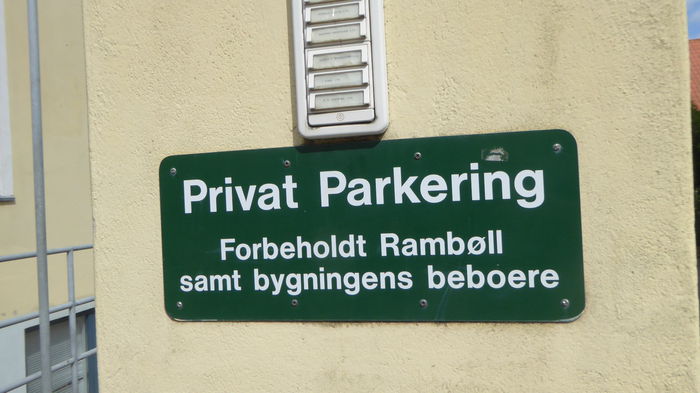 Privat Parkering
Forbeholdt Rambøll
samt bygningens beboere